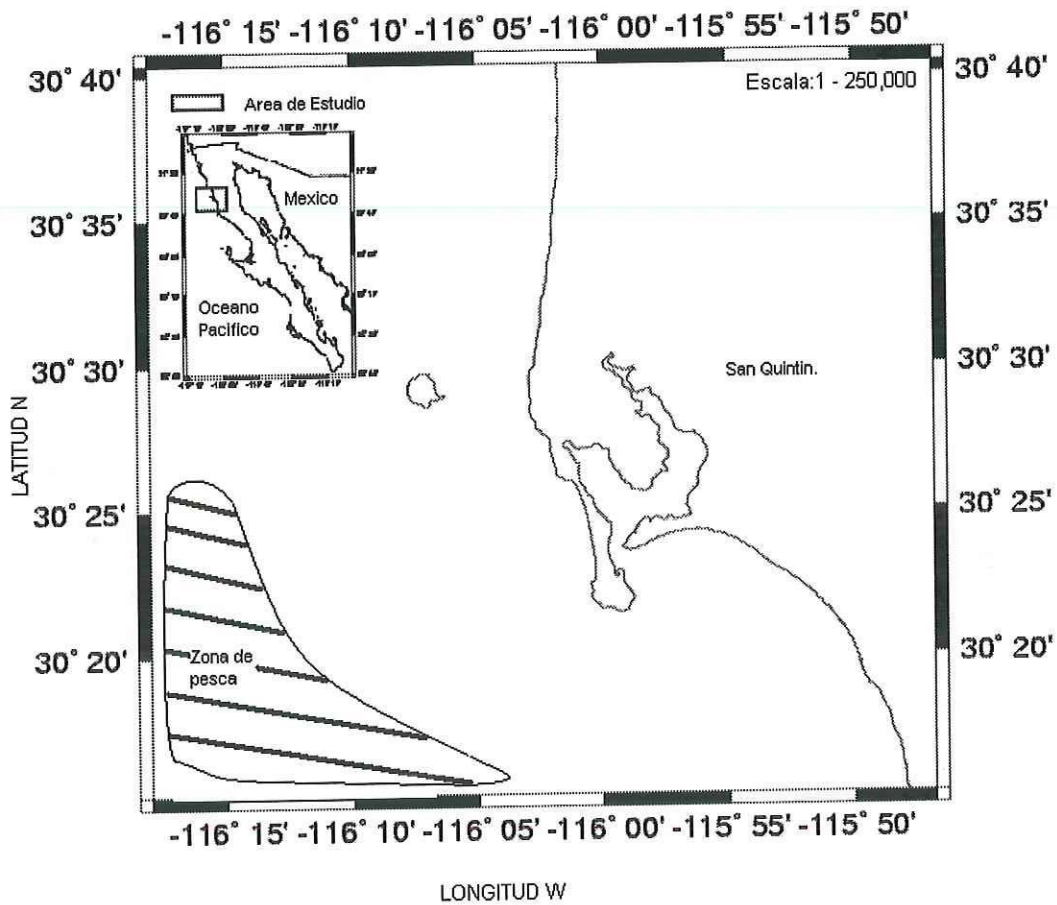 -116° 15' -116° 10' -116° 05' -116° 00' -115° 55' -115° 50'
30° 40' 30° 40'
Escala:1 - 250,000
Area de Estudio
Mexico
30° 35' 30° 35'
Oceano
Pacifico
30° 30' 30° 30'
San Quintin.
LATITUD N
30° 25' 30° 25'
30° 20' 30° 20'
Zona de
pesca
-116° 15' -116° 10' -116° 05' -116° 00' -115° 55' -115° 50'
LONGITUD W